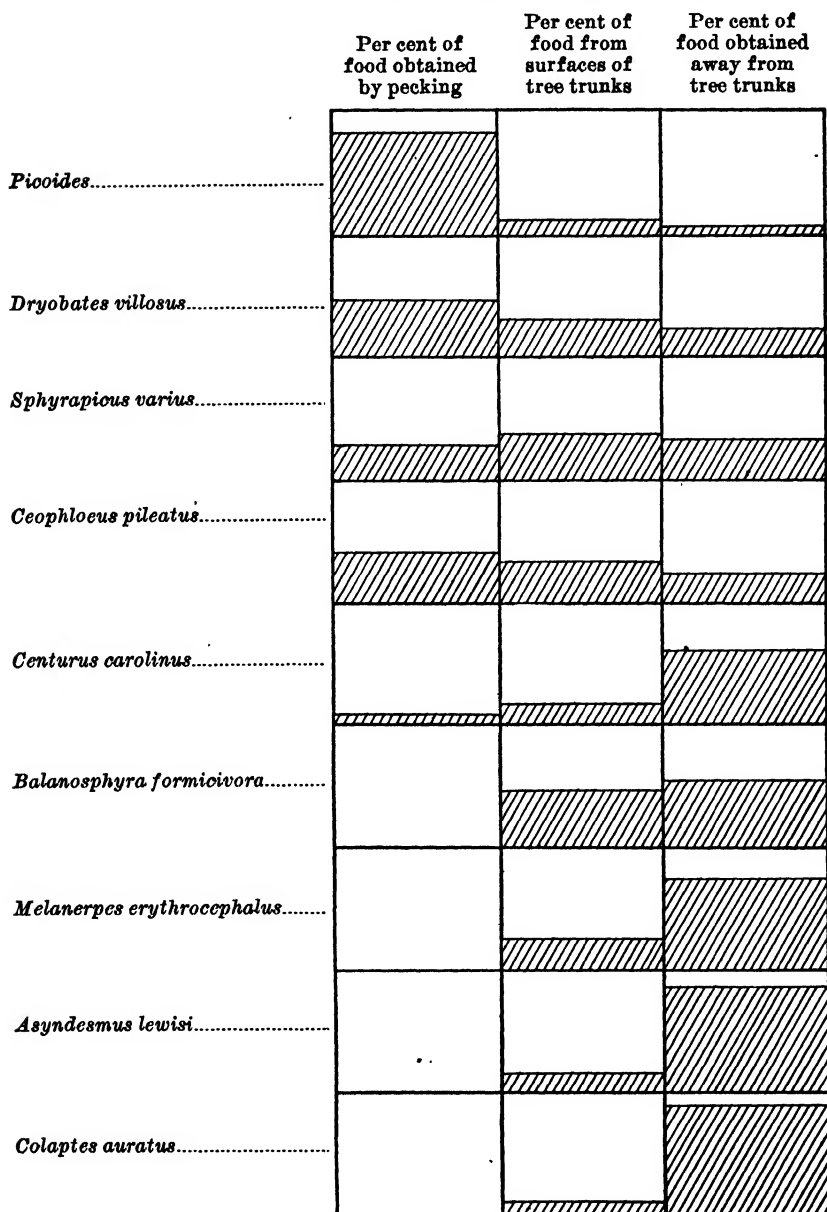 Per cent of
food obtained
by pecking
Per cent of
food from
surfaces of
tree trunks
Per cent of
food obtained
away from
tree trunks
Picoides
Dryobates villosus
Sphyrapicus varius
Ceophloeus pileatus
Centurus carolinus
Balanosphyra formicivora
Melanerpes erythrocephalus
Asyndesmus lewisi
Colaptes auratus